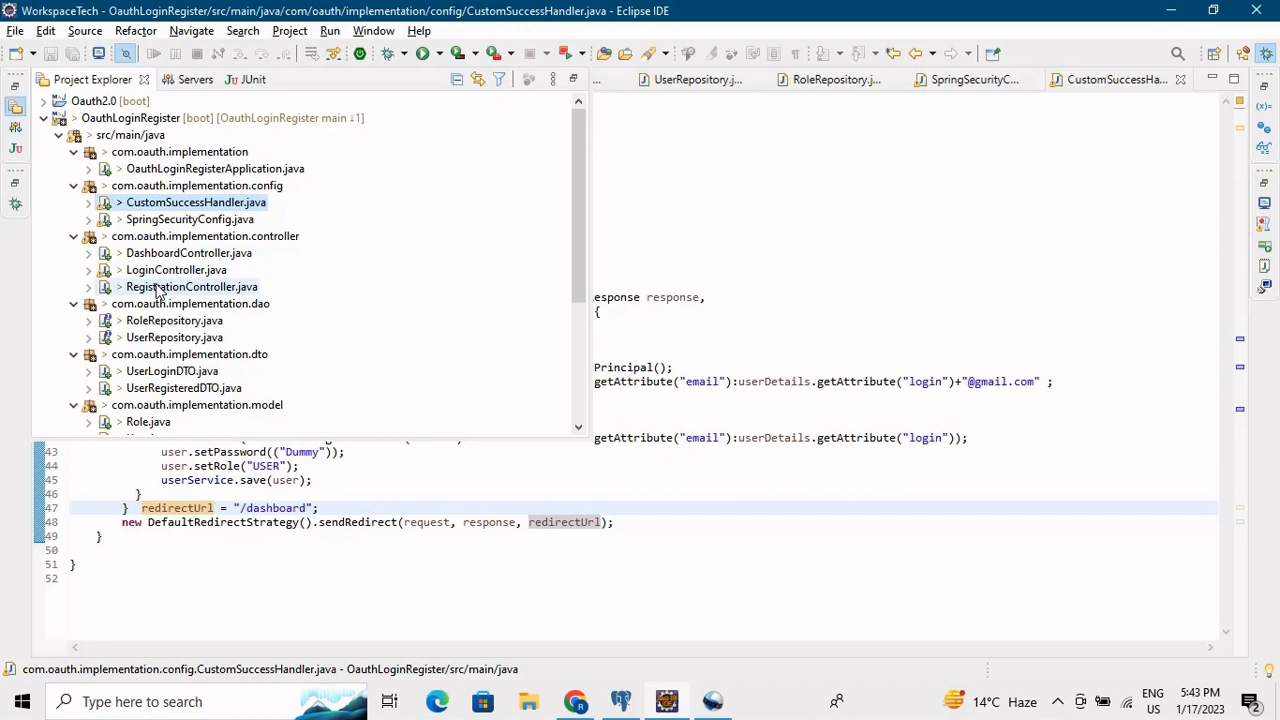 WorkspaceTech - OauthLoginRegister/src/main/java/com/oauth/implementation/config/CustomSuccessHandler.java - Eclipse IDE
File Edit Source Refactor Navigate Search Project Run Window Help
Project Explorer Servers JUnit
UserRepository.j... RoleRepository.j... SpringSecurityC... CustomSuccessHa...
Oauth2.0 [boot]
> OauthLoginRegister [boot] [OauthLoginRegister main ↓1]
> src/main/java
> com.oauth.implementation
> OauthLoginRegisterApplication.java
> com.oauth.implementation.config
> CustomSuccessHandler.java
> SpringSecurityConfig.java
> com.oauth.implementation.controller
> DashboardController.java
> LoginController.java
> RegistrationController.java
> com.oauth.implementation.dao
> RoleRepository.java
> UserRepository.java
> com.oauth.implementation.dto
> UserLoginDTO.java
> UserRegisteredDTO.java
> com.oauth.implementation.model
> Role.java
esponse response,
{
Principal();
getAttribute("email"):userDetails.getAttribute("login")+"@gmail.com" ;
getAttribute("email"):userDetails.getAttribute("login"));
43 user.setPassword(("Dummy"));
44 user.setRole("USER");
45 userService.save(user);
46 }
47 } redirectUrl = "/dashboard";
48 new DefaultRedirectStrategy().sendRedirect(request, response, redirectUrl);
49 }
50
51 }
52
com.oauth.implementation.config.CustomSuccessHandler.java - OauthLoginRegister/src/main/java
Type here to search
14°C Haze
ENG
US
5:43 PM
1/17/2023
2